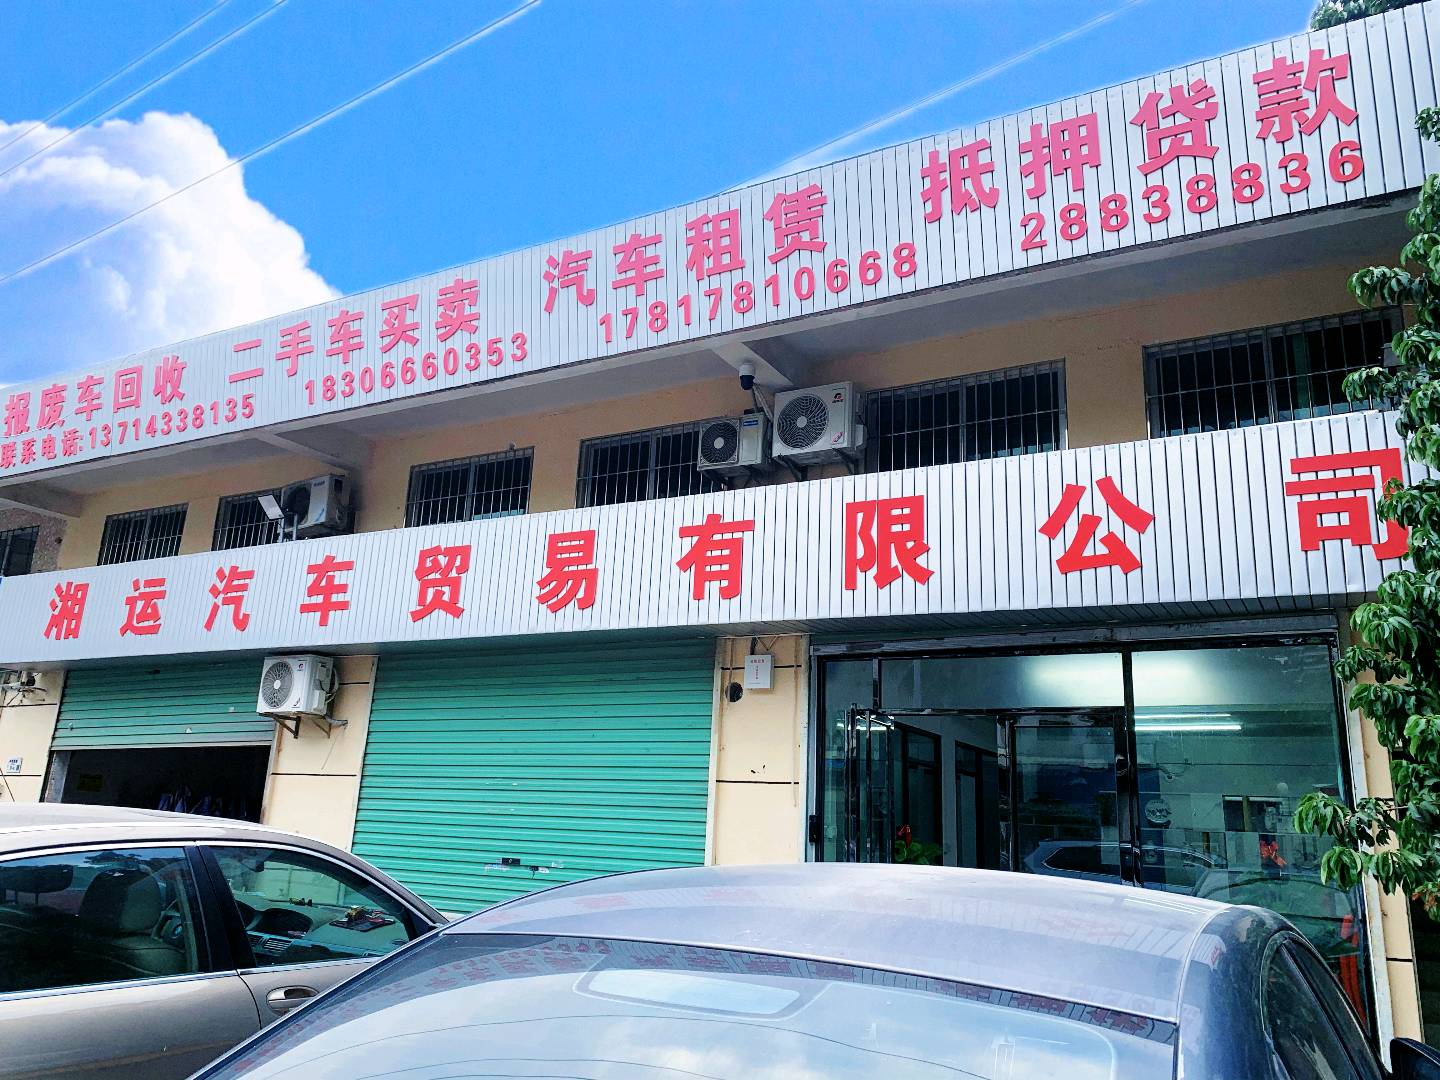 报废车回收 二手车买卖 汽车租赁 抵押贷款
联系电话:13714338135 18306660353 17817810668 28838836
湘运汽车贸易有限公司